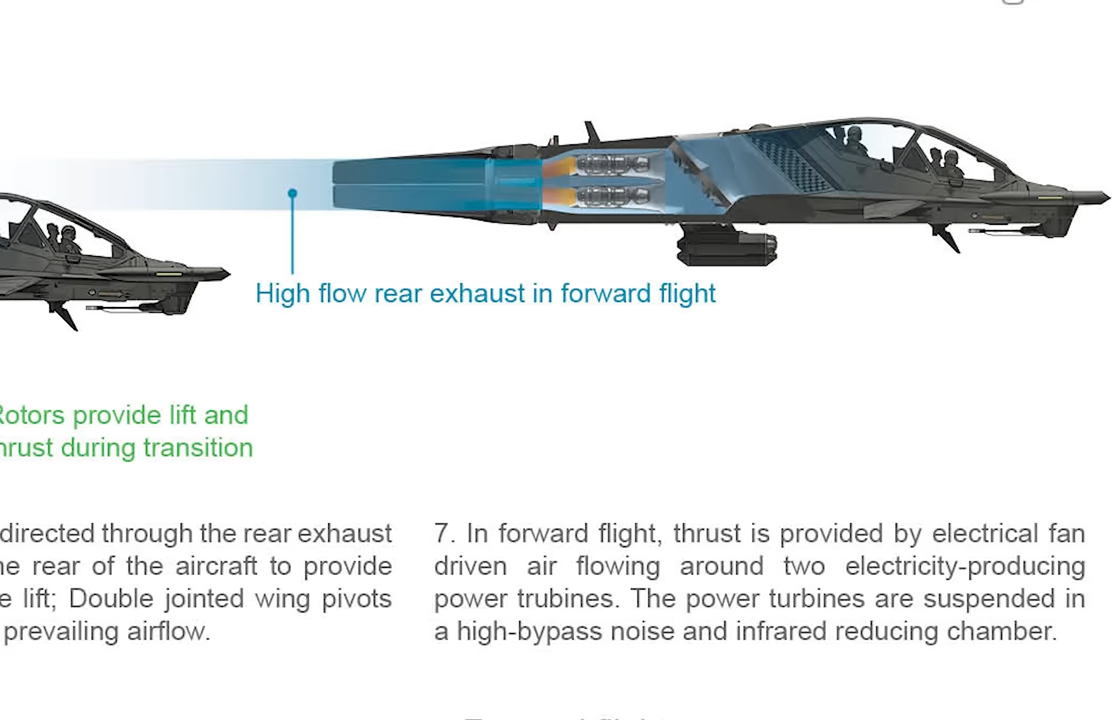 High flow rear exhaust in forward flight
Rotors provide lift and
thrust during transition
directed through the rear exhaust
the rear of the aircraft to provide
lift; Double jointed wing pivots
prevailing airflow.
7. In forward flight, thrust is provided by electrical fan
driven air flowing around two electricity-producing
power trubines. The power turbines are suspended in
a high-bypass noise and infrared reducing chamber.